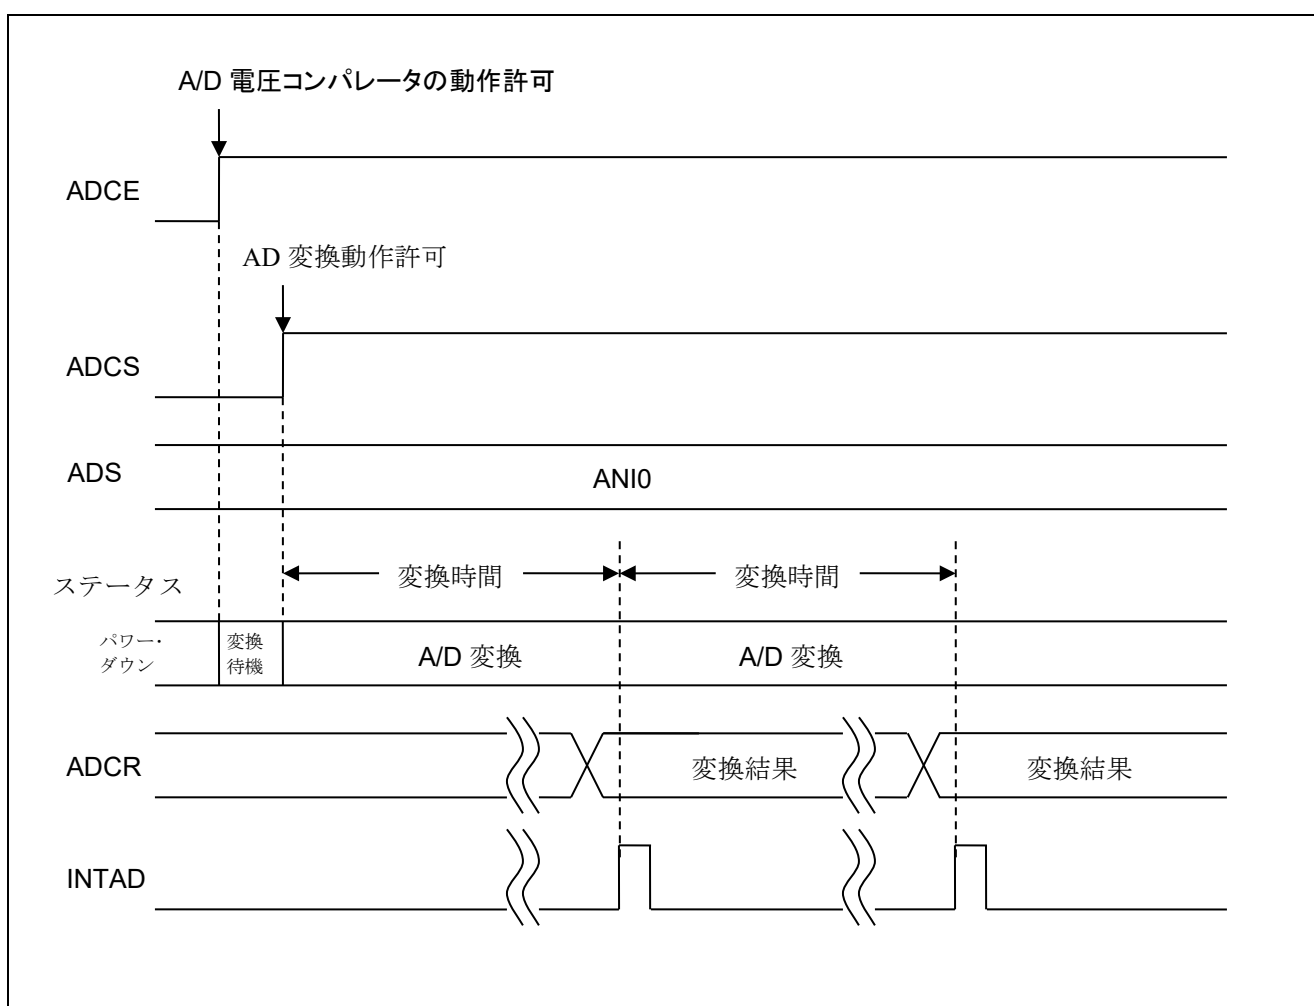 A/D 電圧コンパレータの動作許可
ADCE
AD 変換動作許可
ADCS
ADS
ANI0
ステータス
変換時間
変換時間
パワー・
ダウン
変換
待機
A/D 変換
A/D 変換
ADCR
変換結果
変換結果
INTAD